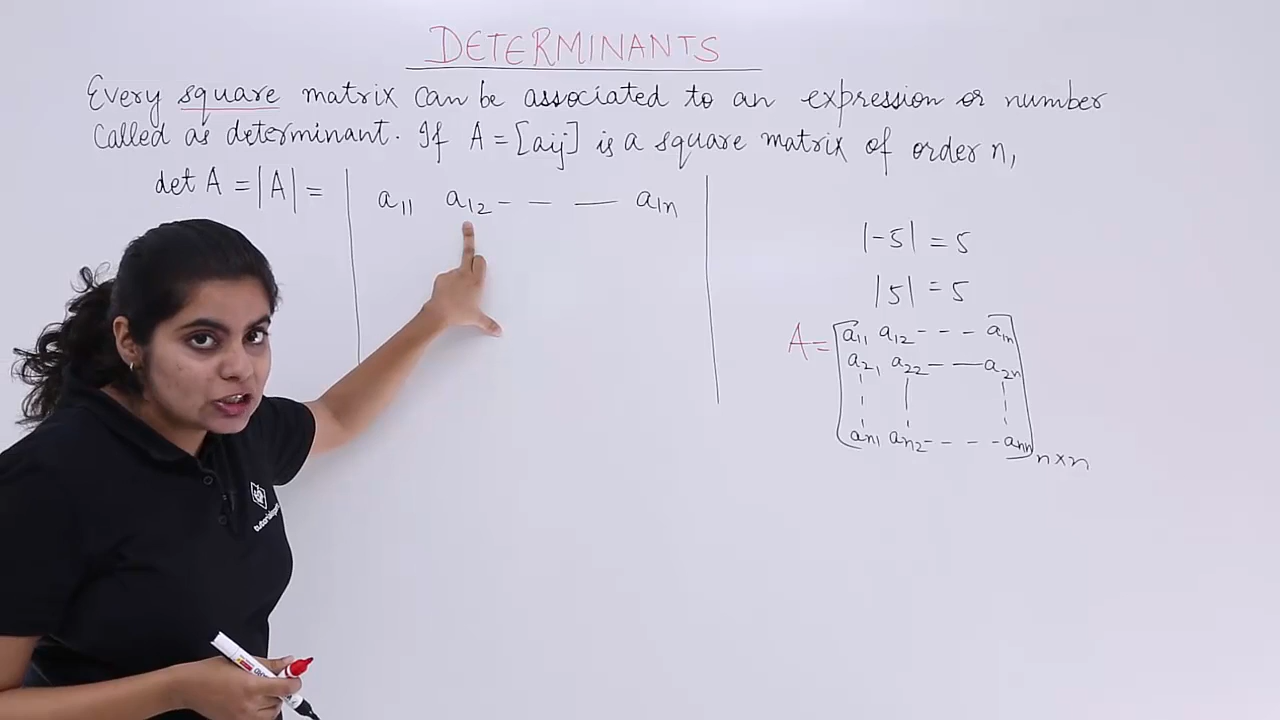 DETERMINANTS
Every square matrix can be associated to an expression or number
called as determinant. If A = [aij] is a square matrix of order n,
det A = |A| = | a11 a12 - - — a1n |
|-5| = 5
|5| = 5
A = [ a11 a12 - - - a1n
a21 a22 - — a2n
an1 an2 - - - - ann ] n×n